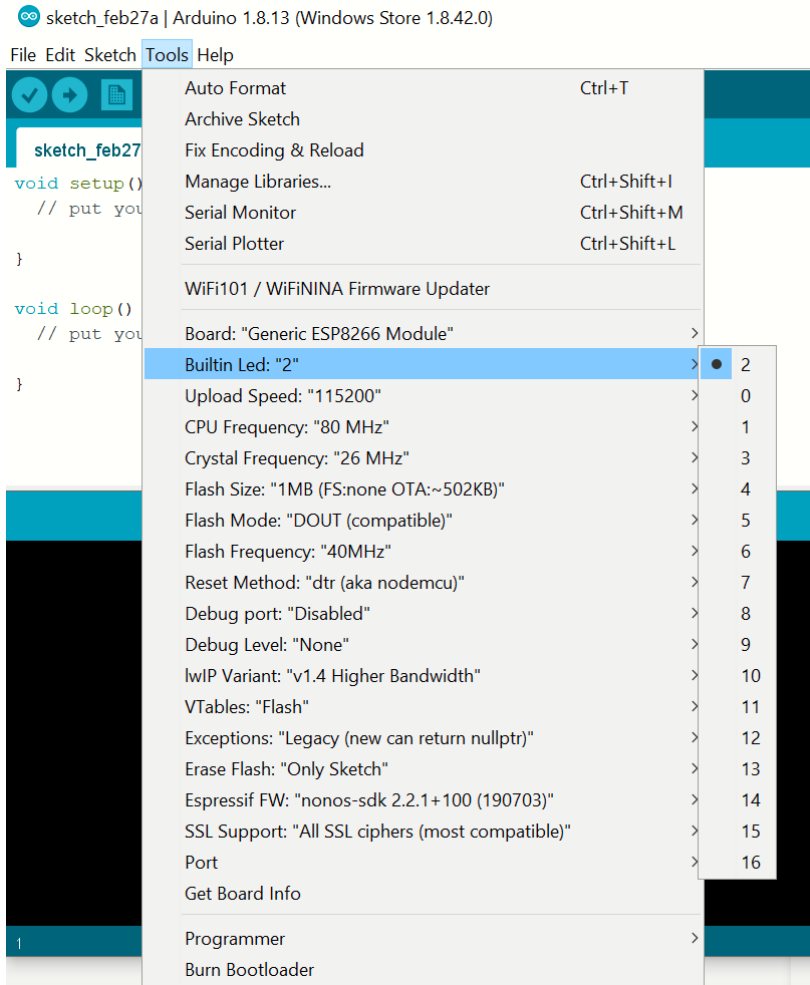 sketch_feb27a | Arduino 1.8.13 (Windows Store 1.8.42.0)
File Edit Sketch Tools Help
sketch_feb27
void setup()
// put you
}
void loop()
// put you
}
Auto Format Ctrl+T
Archive Sketch
Fix Encoding & Reload
Manage Libraries... Ctrl+Shift+I
Serial Monitor Ctrl+Shift+M
Serial Plotter Ctrl+Shift+L
WiFi101 / WiFiNINA Firmware Updater
Board: "Generic ESP8266 Module"
Builtin Led: "2"
Upload Speed: "115200"
CPU Frequency: "80 MHz"
Crystal Frequency: "26 MHz"
Flash Size: "1MB (FS:none OTA:~502KB)"
Flash Mode: "DOUT (compatible)"
Flash Frequency: "40MHz"
Reset Method: "dtr (aka nodemcu)"
Debug port: "Disabled"
Debug Level: "None"
lwIP Variant: "v1.4 Higher Bandwidth"
VTables: "Flash"
Exceptions: "Legacy (new can return nullptr)"
Erase Flash: "Only Sketch"
Espressif FW: "nonos-sdk 2.2.1+100 (190703)"
SSL Support: "All SSL ciphers (most compatible)"
Port
Get Board Info
Programmer
Burn Bootloader
2
0
1
3
4
5
6
7
8
9
10
11
12
13
14
15
16
1